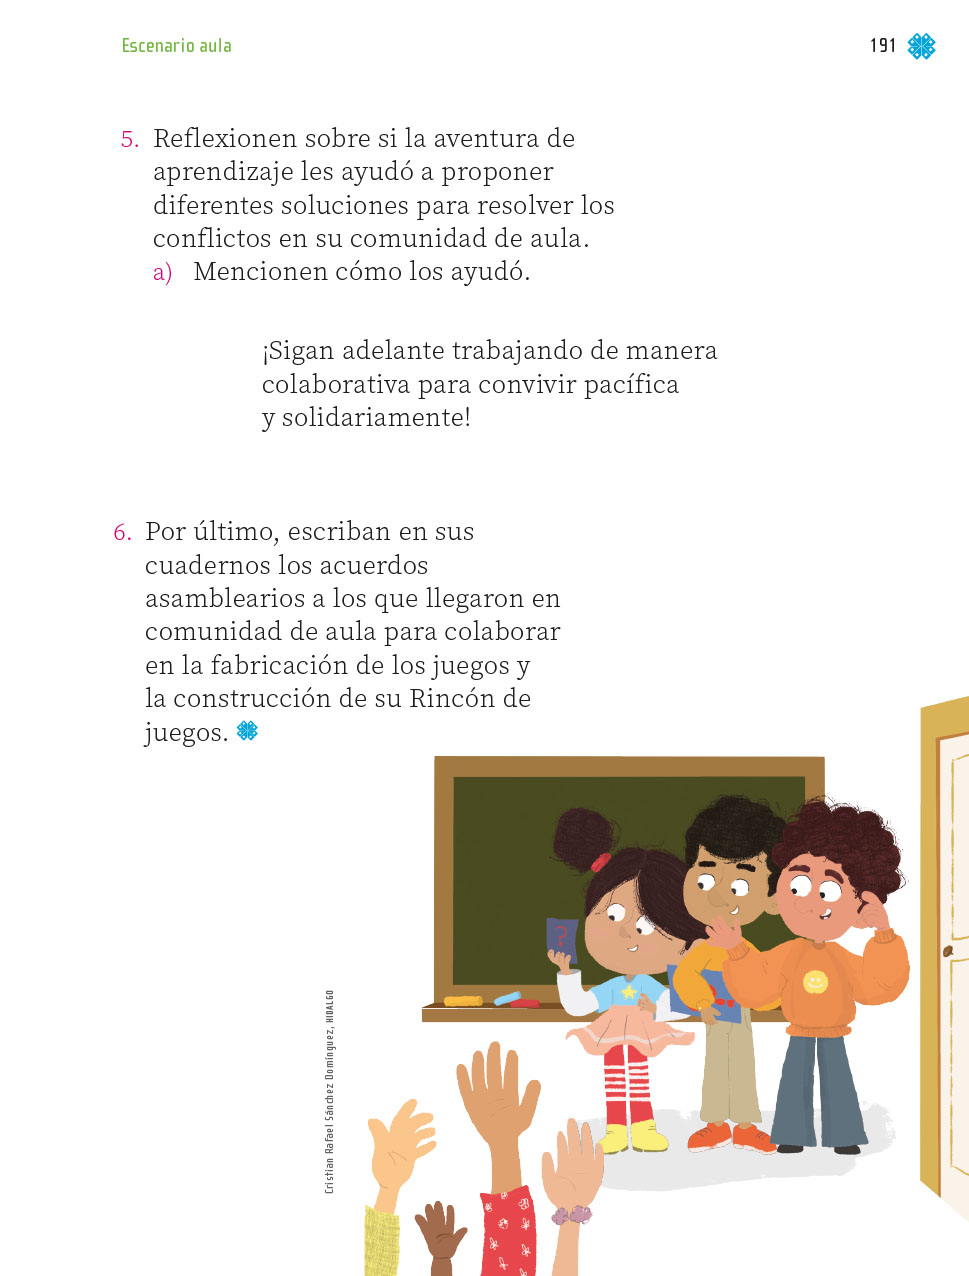 Escenario aula
191
5. Reflexionen sobre si la aventura de
aprendizaje les ayudó a proponer
diferentes soluciones para resolver los
conflictos en su comunidad de aula.
a) Mencionen cómo los ayudó.
¡Sigan adelante trabajando de manera
colaborativa para convivir pacífica
y solidariamente!
6. Por último, escriban en sus
cuadernos los acuerdos
asamblearios a los que llegaron en
comunidad de aula para colaborar
en la fabricación de los juegos y
la construcción de su Rincón de
juegos.
?
Cristian Rafael Sánchez Domínguez, HIDALGO